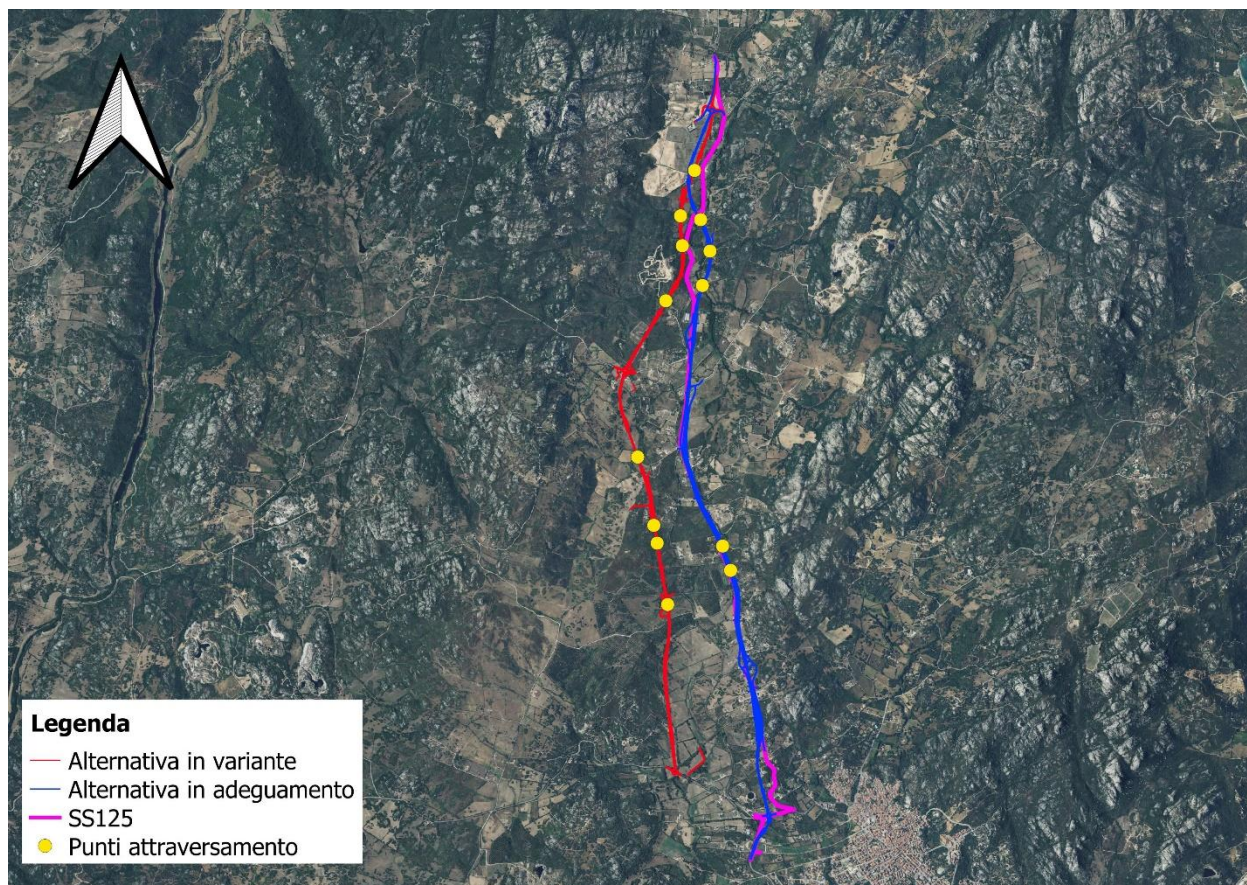 Legenda
Alternativa in variante
Alternativa in adeguamento
SS125
Punti attraversamento